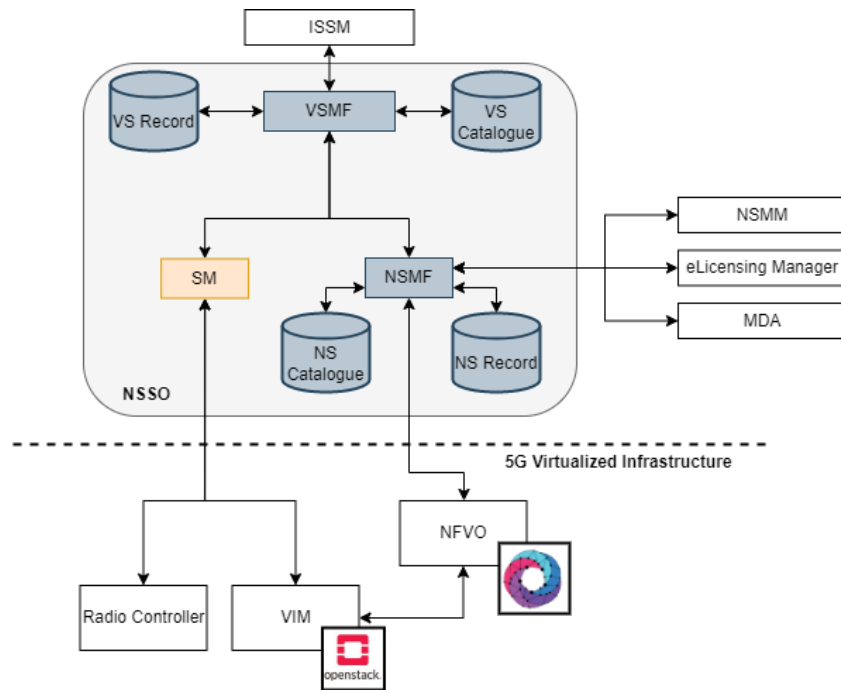 ISSM
VS Record
VSMF
VS
Catalogue
NSMM
SM
NSMF
eLicensing Manager
MDA
NS
Catalogue
NS Record
NSSO
5G Virtualized Infrastructure
NFVO
Radio Controller
VIM
openstack.